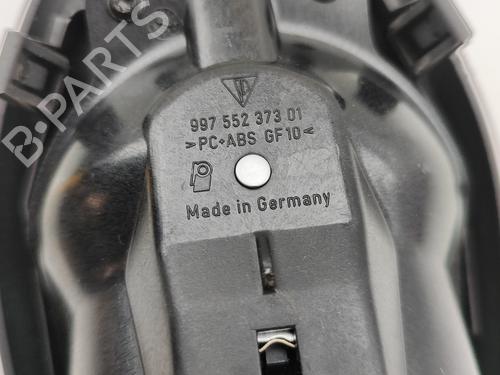 B-PARTS
997 552 373 01
>PC+ABS GF10<
Made in Germany